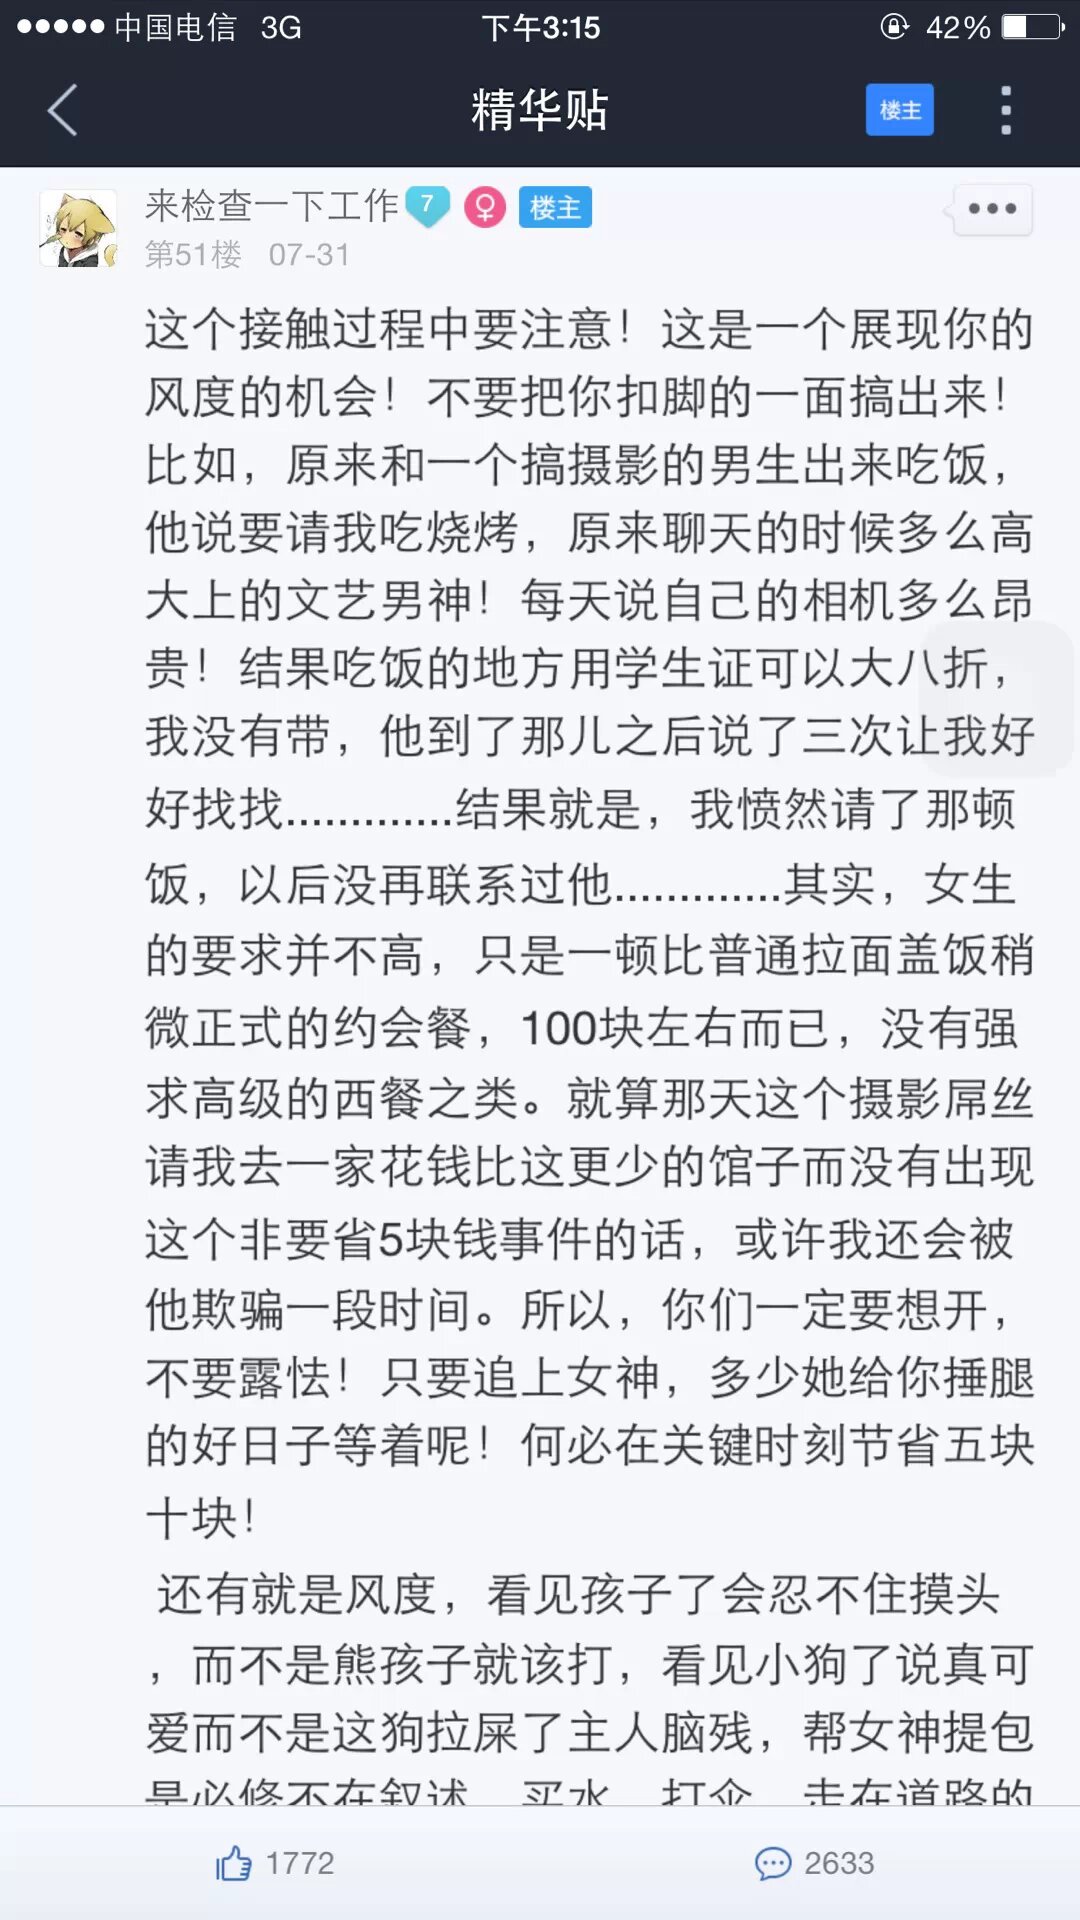 中国电信 3G 下午3:15 42%
精华贴 楼主
来检查一下工作 7 楼主
第51楼 07-31
这个接触过程中要注意！这是一个展现你的
风度的机会！不要把你扣脚的一面搞出来！
比如，原来和一个搞摄影的男生出来吃饭，
他说要请我吃烧烤，原来聊天的时候多么高
大上的文艺男神！每天说自己的相机多么昂
贵！结果吃饭的地方用学生证可以大八折，
我没有带，他到了那儿之后说了三次让我好
好找找.............结果就是，我愤然请了那顿
饭，以后没再联系过他.............其实，女生
的要求并不高，只是一顿比普通拉面盖饭稍
微正式的约会餐，100块左右而已，没有强
求高级的西餐之类。就算那天这个摄影屌丝
请我去一家花钱比这更少的馆子而没有出现
这个非要省5块钱事件的话，或许我还会被
他欺骗一段时间。所以，你们一定要想开，
不要露怯！只要追上女神，多少她给你捶腿
的好日子等着呢！何必在关键时刻节省五块
十块！
还有就是风度，看见孩子了会忍不住摸头
，而不是熊孩子就该打，看见小狗了说真可
爱而不是这狗拉屎了主人脑残，帮女神提包
是必修不在叙述，买水，打伞，走在道路的
1772 2633